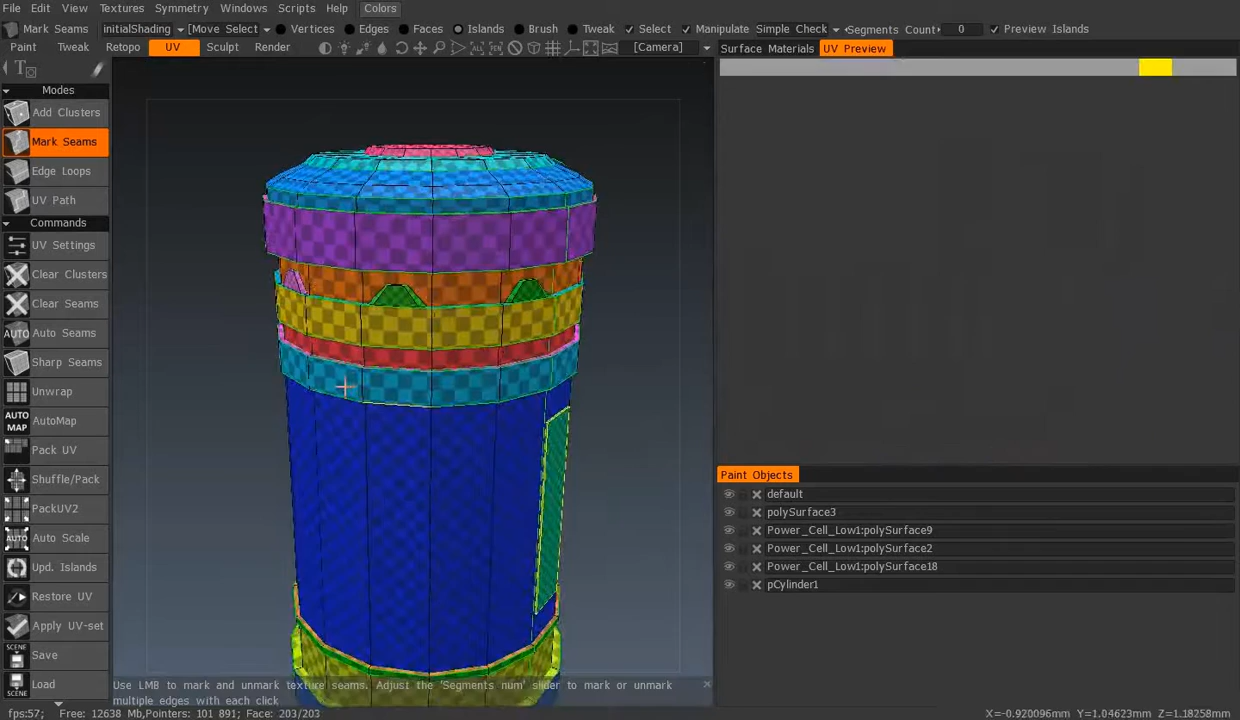 File Edit View Textures Symmetry Windows Scripts Help Colors
Mark Seams initialShading [Move Select] Vertices Edges Faces Islands Brush Tweak Select Manipulate Simple Check Segments Count 0 Preview Islands
Paint Tweak Retopo UV Sculpt Render [Camera] Surface Materials UV Preview
Modes
Add Clusters
Mark Seams
Edge Loops
UV Path
Commands
UV Settings
Clear Clusters
Clear Seams
AUTO Auto Seams
Sharp Seams
Unwrap
AUTO MAP AutoMap
Pack UV
Shuffle/Pack
PackUV2
Auto Scale
Upd. Islands
Restore UV
Apply UV-set
SCENE Save
Load
SCENE
Paint Objects
default
polySurface3
Power_Cell_Low1:polySurface9
Power_Cell_Low1:polySurface2
Power_Cell_Low1:polySurface18
pCylinder1
Use LMB to mark and unmark texture seams. Adjust the 'Segments num' slider to mark or unmark
multiple edges with each click
fps:57; Free: 12638 Mb,Pointers: 101 891; Face: 203/203 X=-0.920096mm Y=1.04623mm Z=1.18258mm